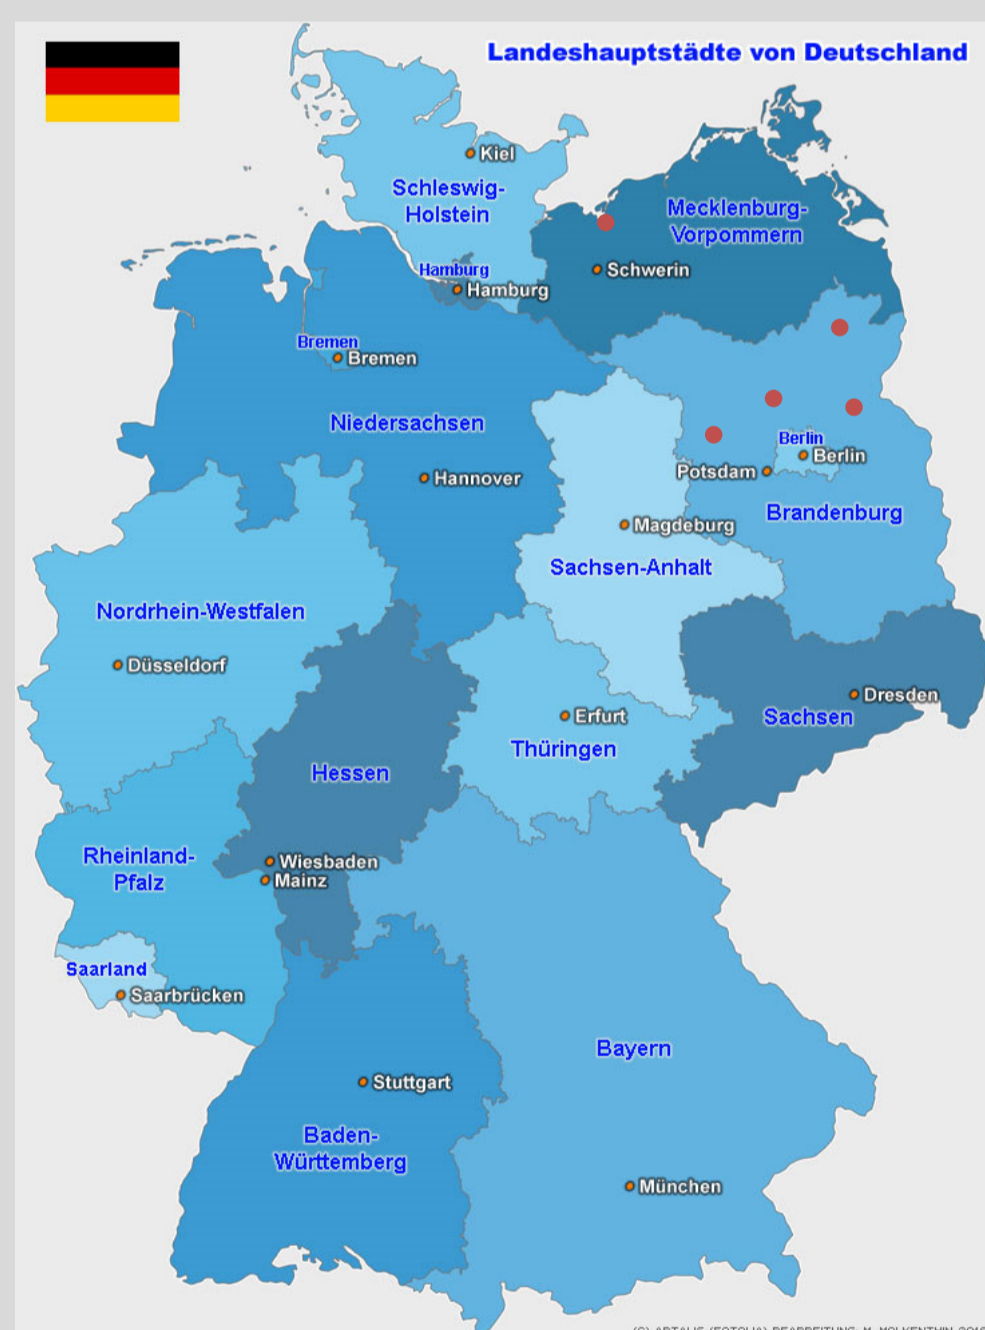 Landeshauptstädte von Deutschland
Kiel
Schleswig-
Holstein
Mecklenburg-
Vorpommern
Hamburg
Schwerin
Hamburg
Bremen
Bremen
Niedersachsen
Berlin
Berlin
Potsdam
Hannover
Brandenburg
Magdeburg
Sachsen-Anhalt
Nordrhein-Westfalen
Düsseldorf
Dresden
Erfurt
Sachsen
Thüringen
Hessen
Rheinland-
Pfalz
Wiesbaden
Mainz
Saarland
Saarbrücken
Bayern
Stuttgart
Baden-
Württemberg
München